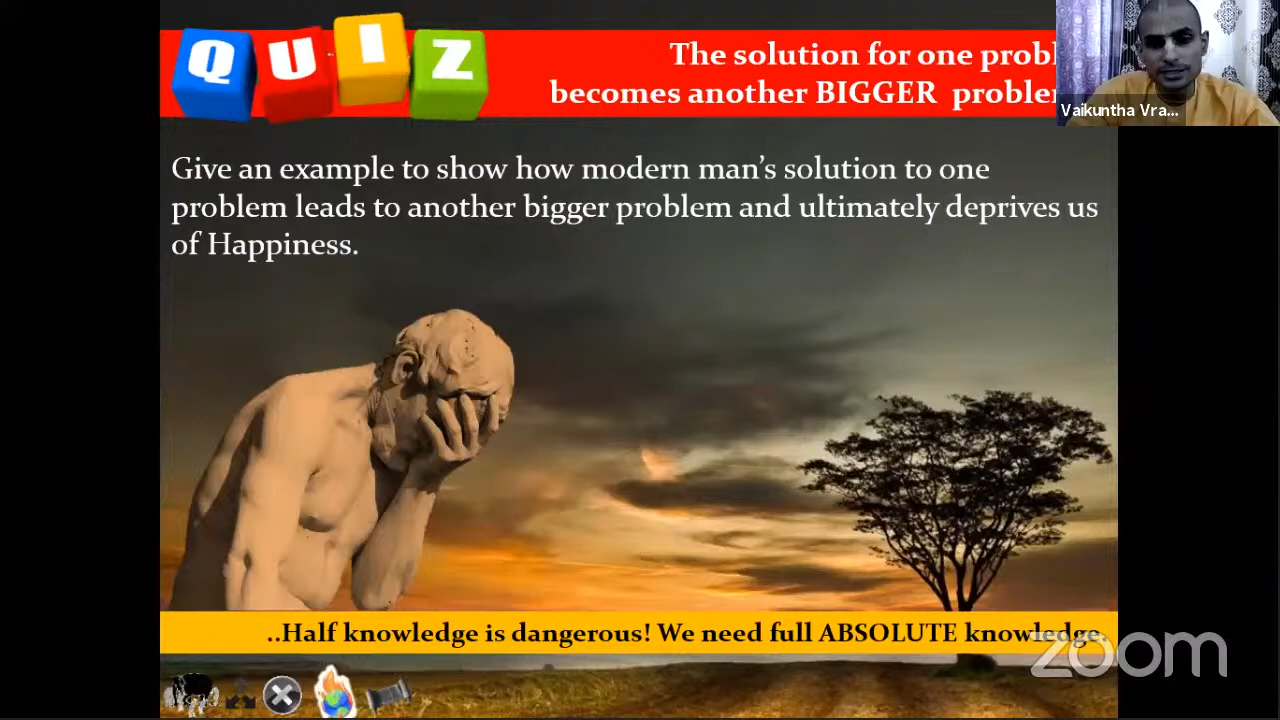 QUIZ
The solution for one probl
becomes another BIGGER proble
Vaikuntha Vra...
Give an example to show how modern man's solution to one
problem leads to another bigger problem and ultimately deprives us
of Happiness.
..Half knowledge is dangerous! We need full ABSOLUTE knowledge.
zoom